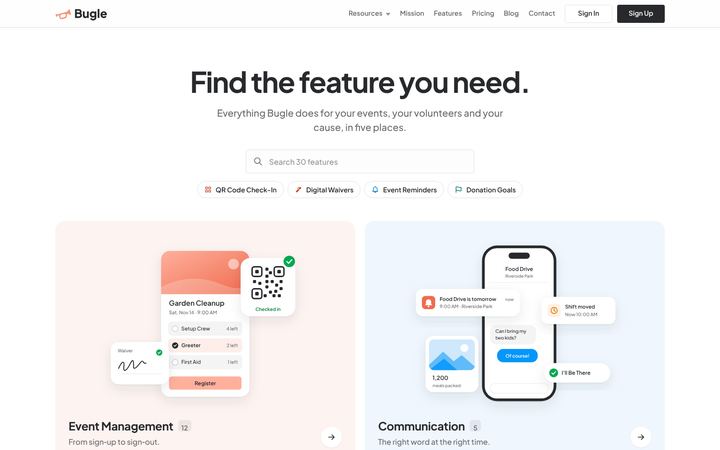 Bugle
Resources
Mission
Features
Pricing
Blog
Contact
Sign In
Sign Up
Find the feature you need.
Everything Bugle does for your events, your volunteers and your
cause, in five places.
Search 30 features
QR Code Check-In
Digital Waivers
Event Reminders
Donation Goals
Garden Cleanup
Sat, Nov 14 · 9:00 AM
Setup Crew
4 left
Greeter
2 left
First Aid
1 left
Register
Checked in
Waiver
Event Management
12
From sign-up to sign-out.
Food Drive
Riverside Park
Food Drive is tomorrow
now
9:00 AM · Riverside Park
Shift moved
Now 10:00 AM
Can I bring my
two kids?
Of course!
1,200
meals packed
I'll Be There
Communication
5
The right word at the right time.